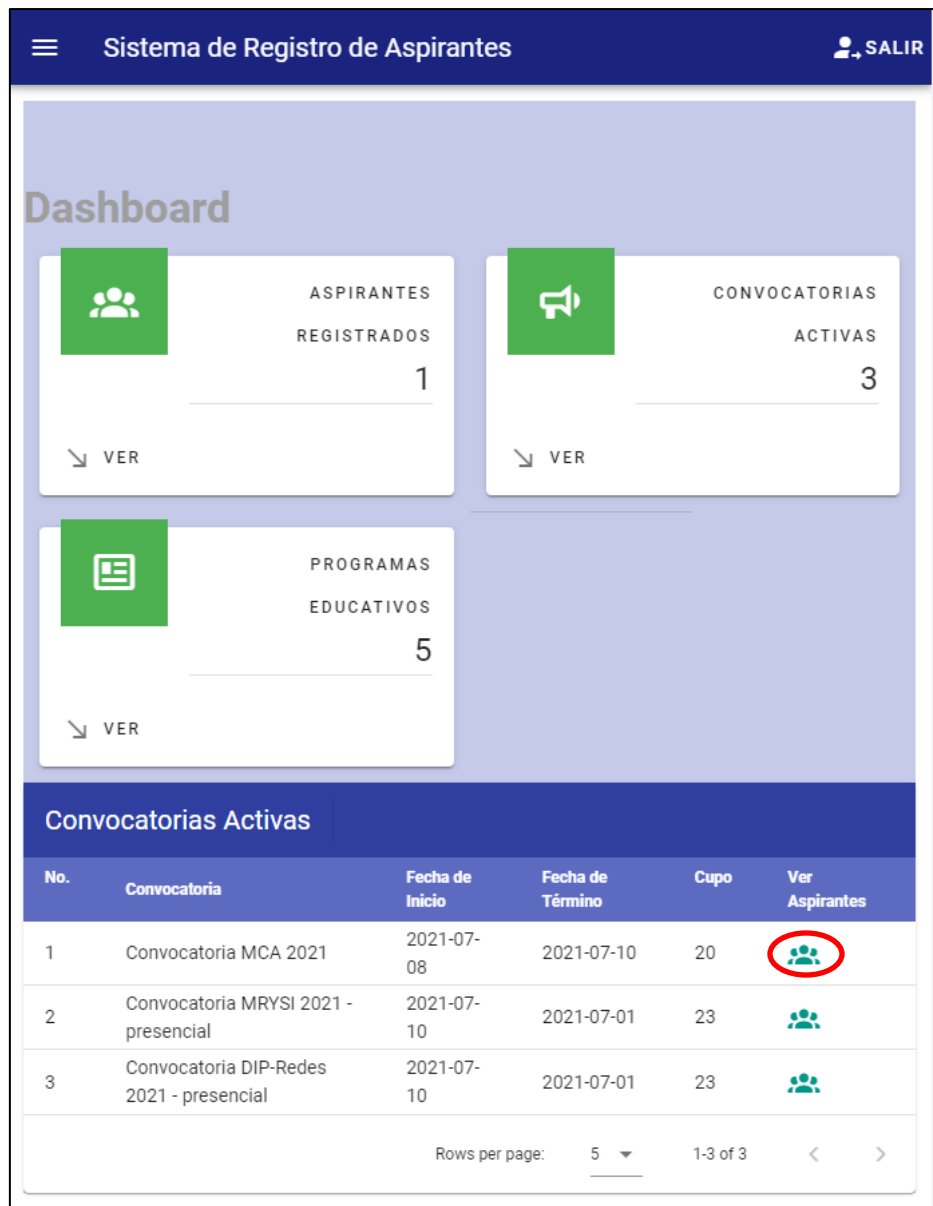 Sistema de Registro de Aspirantes
SALIR
Dashboard
ASPIRANTES
REGISTRADOS
1
VER
CONVOCATORIAS
ACTIVAS
3
VER
PROGRAMAS
EDUCATIVOS
5
VER
Convocatorias Activas
No. Convocatoria Fecha de Inicio Fecha de Término Cupo Ver Aspirantes
1 Convocatoria MCA 2021 2021-07-08 2021-07-10 20
2 Convocatoria MRYSI 2021 - presencial 2021-07-10 2021-07-01 23
3 Convocatoria DIP-Redes 2021 - presencial 2021-07-10 2021-07-01 23
Rows per page: 5 1-3 of 3